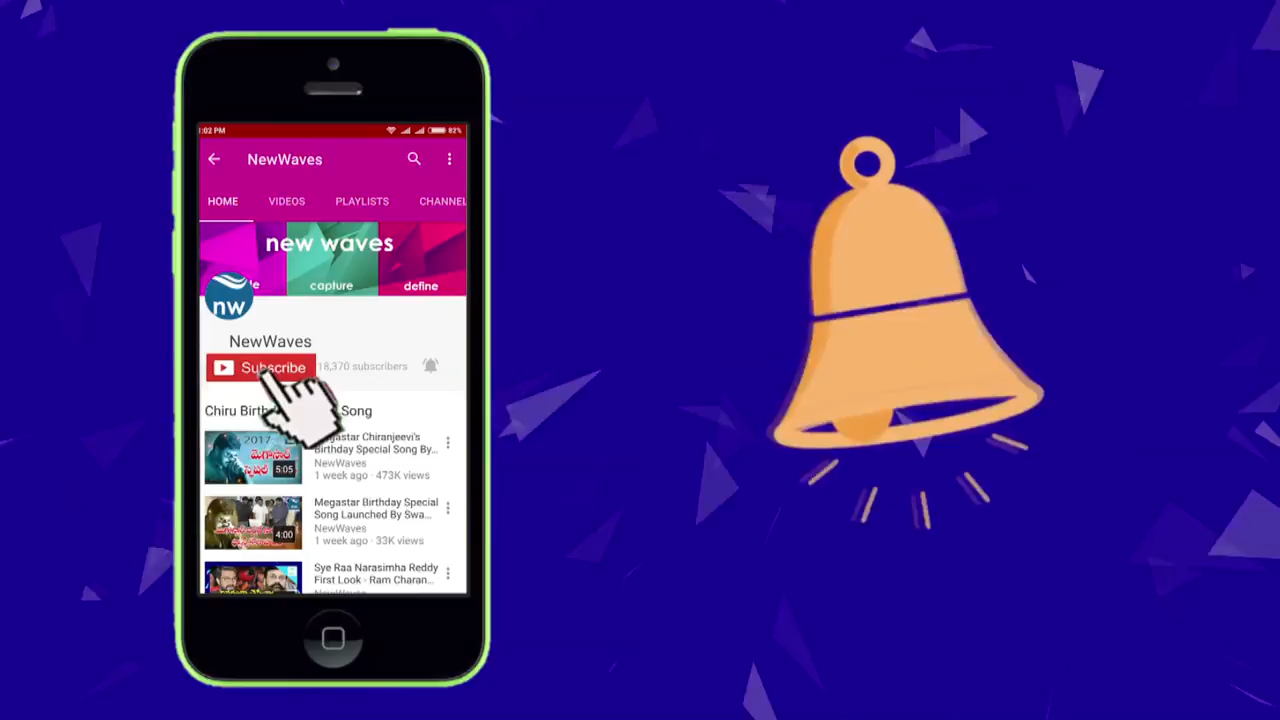 1:02 PM
82%
NewWaves
HOME
VIDEOS
PLAYLISTS
CHANNEL
new waves
capture
define
nw
NewWaves
Subscribe
18,370 subscribers
Song
2017
మెగాస్టార్
స్పెషల్
5:05
Chiranjeevi's
Birthday Special Song By...
NewWaves
1 week ago · 473K views
4:00
Megastar Birthday Special
Song Launched By Swa...
NewWaves
1 week ago · 33K views
Sye Raa Narasimha Reddy
First Look - Ram Charan...